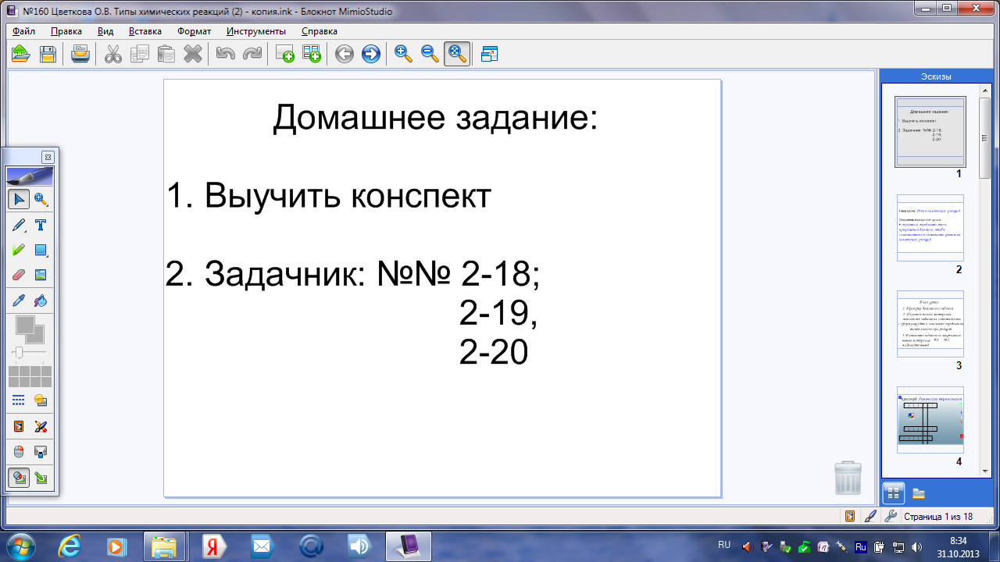 №160 Цветкова О.В. Типы химических реакций (2) - копия.ink - Блокнот MimioStudio
Файл Правка Вид Вставка Формат Инструменты Справка
Эскизы
Домашнее задание:
1. Выучить конспект
2. Задачник: №№ 2-18;
2-19,
2-20
Домашнее задание:
1. Выучить конспект
2. Задачник: №№ 2-18;
2-19,
2-20
1
2
3
4
Страница 1 из 18
RU
Ru
8:34
31.10.2013